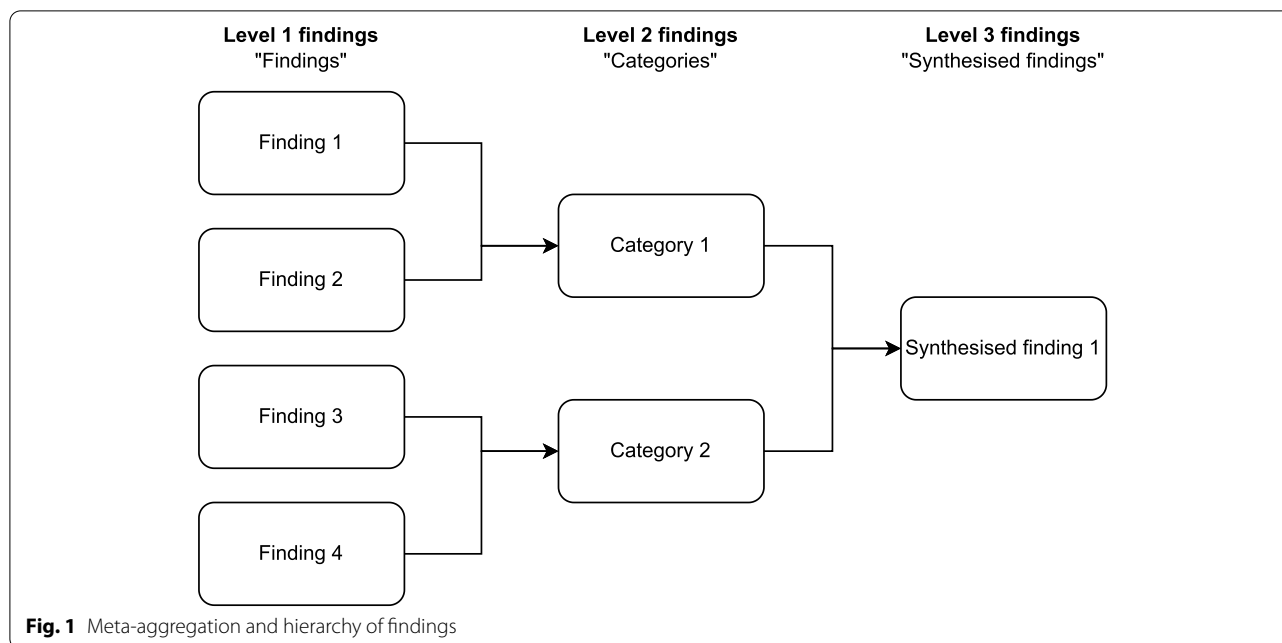 Level 1 findings
"Findings"
Level 2 findings
"Categories"
Level 3 findings
"Synthesised findings"
Finding 1
Finding 2
Category 1
Synthesised finding 1
Finding 3
Category 2
Finding 4
Fig. 1 Meta-aggregation and hierarchy of findings